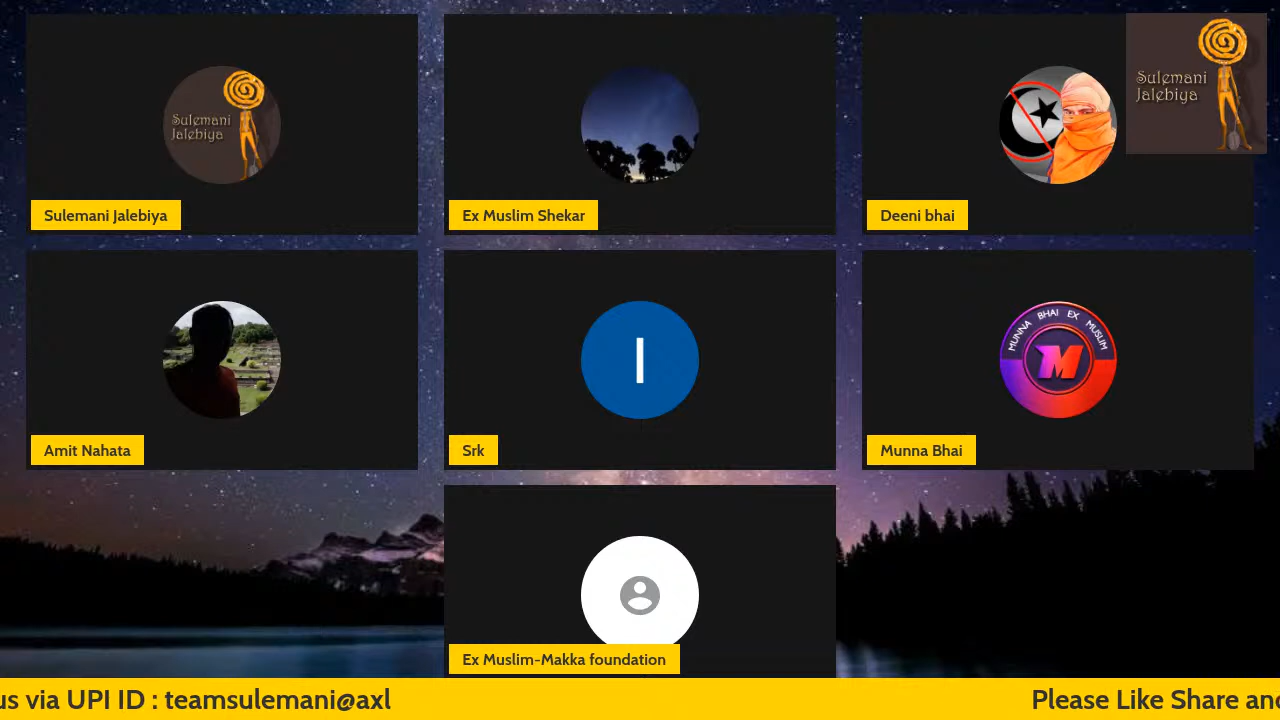 Sulemani
Jalebiya
Sulemani Jalebiya
Ex Muslim Shekar
Sulemani
Jalebiya
Deeni bhai
Amit Nahata
I
Srk
MUNNA BHAI EX MUSLIM
M
Munna Bhai
Ex Muslim-Makka foundation
us via UPI ID : teamsulemani@axl
Please Like Share and